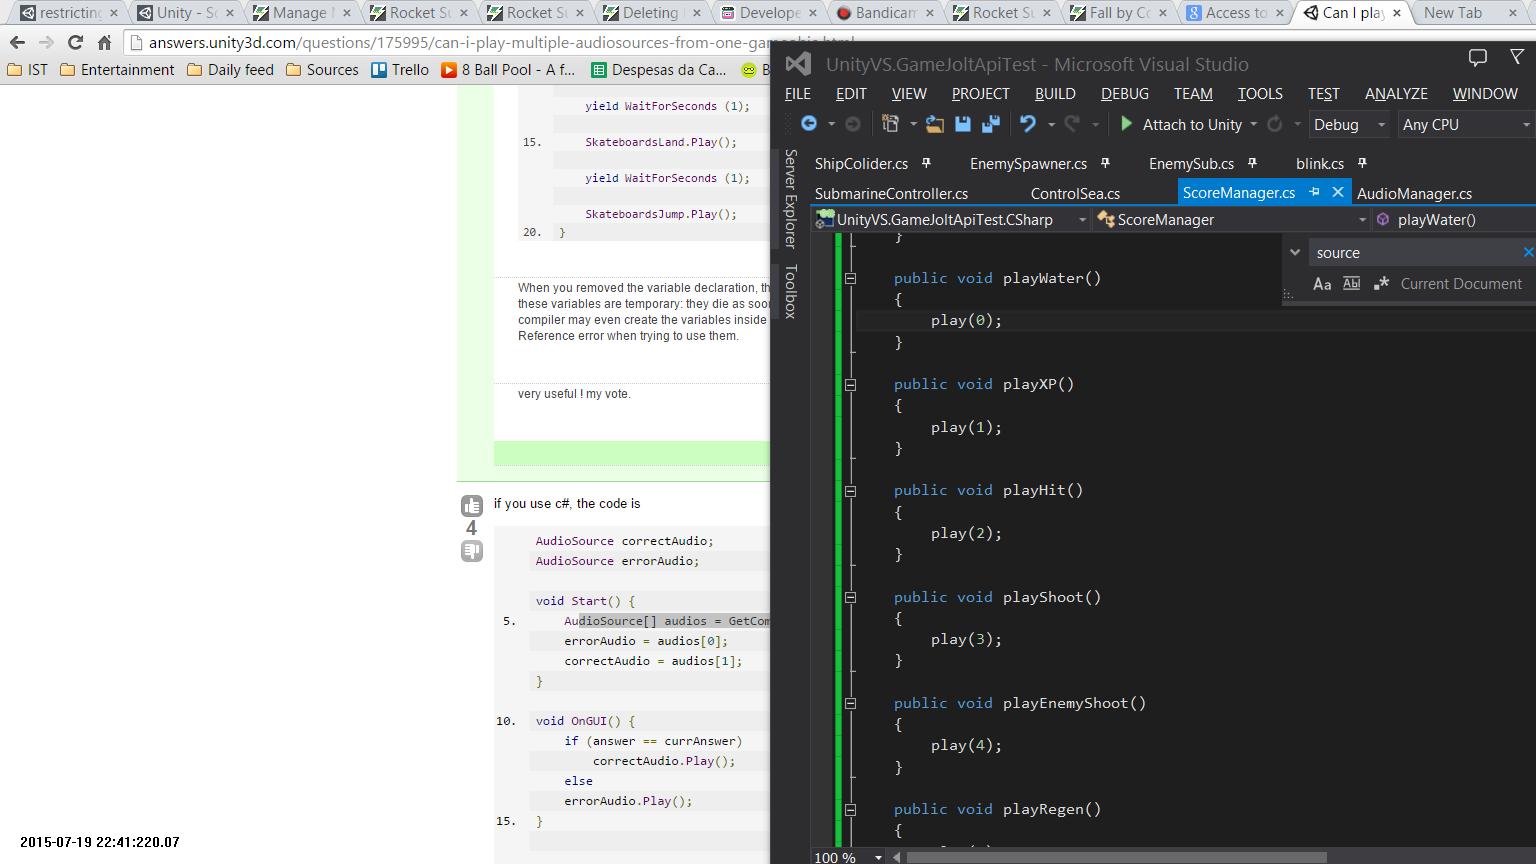 restricting
Unity - Sc
Manage
Rocket Su
Rocket Su
Deleting
Develope
Bandicam
Rocket Su
Fall by Co
Access to
Can I play
New Tab
answers.unity3d.com/questions/175995/can-i-play-multiple-audiosources-from-one-gameobje.html
IST
Entertainment
Daily feed
Sources
Trello
8 Ball Pool - A f...
Despesas da Ca...
B
yield WaitForSeconds (1);
15. SkateboardsLand.Play();
yield WaitForSeconds (1);
SkateboardsJump.Play();
20. }
When you removed the variable declaration, th
these variables are temporary: they die as soon
compiler may even create the variables inside
Reference error when trying to use them.
very useful ! my vote.
4
if you use c#, the code is
AudioSource correctAudio;
AudioSource errorAudio;
void Start() {
5. AudioSource[] audios = GetCom
errorAudio = audios[0];
correctAudio = audios[1];
}
10. void OnGUI() {
if (answer == currAnswer)
correctAudio.Play();
else
errorAudio.Play();
15. }
2015-07-19 22:41:220.07
UnityVS.GameJoltApiTest - Microsoft Visual Studio
FILE EDIT VIEW PROJECT BUILD DEBUG TEAM TOOLS TEST ANALYZE WINDOW
Attach to Unity Debug Any CPU
Server Explorer
Toolbox
ShipColider.cs EnemySpawner.cs EnemySub.cs blink.cs
SubmarineController.cs ControlSea.cs ScoreManager.cs AudioManager.cs
UnityVS.GameJoltApiTest.CSharp ScoreManager playWater()
source
Aa Abl .* Current Document
}
public void playWater()
{
play(0);
}
public void playXP()
{
play(1);
}
public void playHit()
{
play(2);
}
public void playShoot()
{
play(3);
}
public void playEnemyShoot()
{
play(4);
}
public void playRegen()
{
100 %